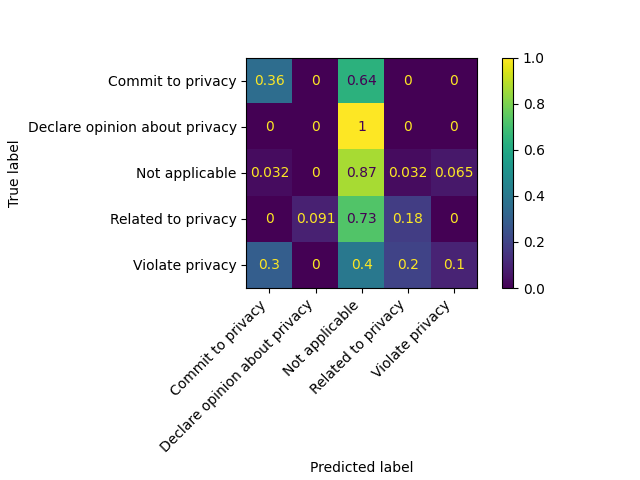 True label
Commit to privacy 0.36 0 0.64 0 0
Declare opinion about privacy 0 0 1 0 0
Not applicable 0.032 0 0.87 0.032 0.065
Related to privacy 0 0.091 0.73 0.18 0
Violate privacy 0.3 0 0.4 0.2 0.1
Commit to privacy
Declare opinion about privacy
Not applicable
Related to privacy
Violate privacy
Predicted label
1.0
0.8
0.6
0.4
0.2
0.0